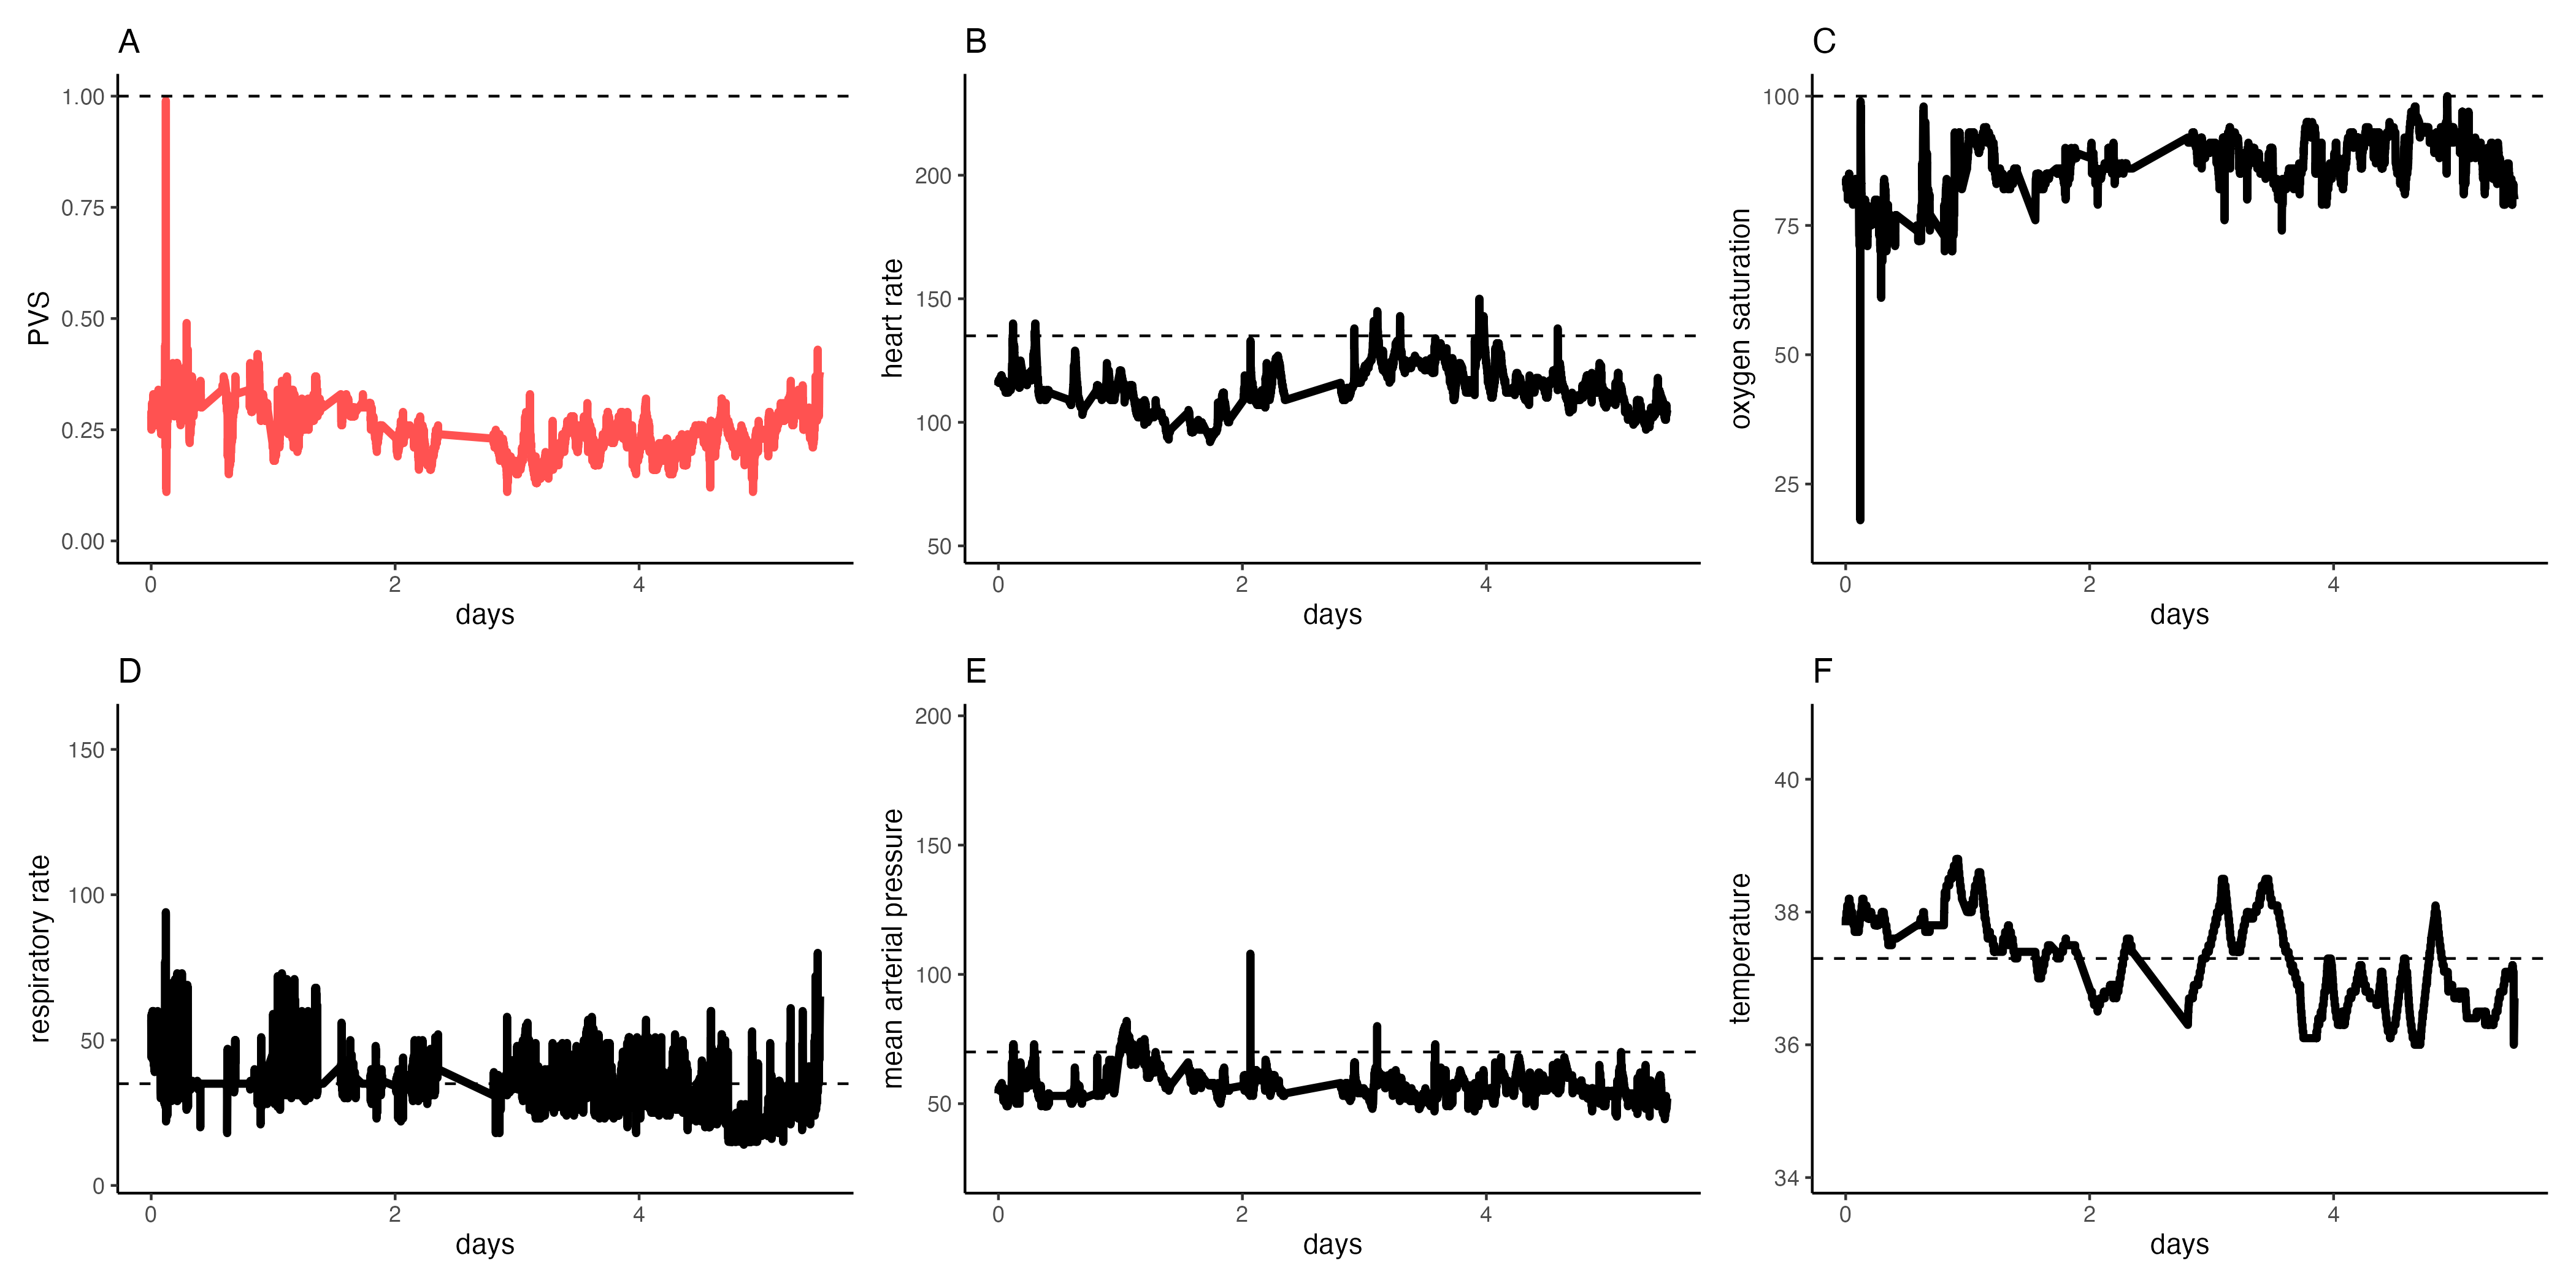 A
1.00
0.75
0.50
0.25
0.00
PVS
0 2 4
days
B
200
150
100
50
heart rate
0 2 4
days
C
100
75
50
25
oxygen saturation
0 2 4
days
D
150
100
50
0
respiratory rate
0 2 4
days
E
200
150
100
50
mean arterial pressure
0 2 4
days
F
40
38
36
34
temperature
0 2 4
days